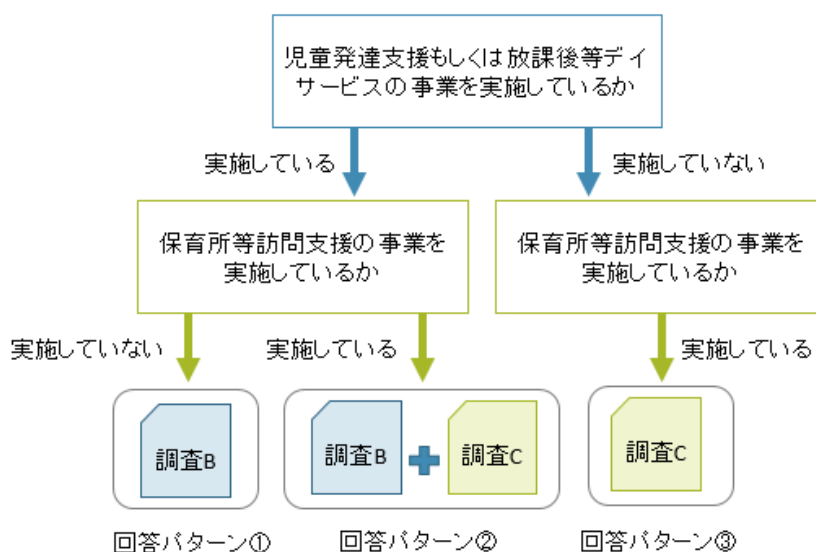 児童発達支援もしくは放課後等デイ
サービスの事業を実施しているか
実施している
実施していない
保育所等訪問支援の事業を
実施しているか
保育所等訪問支援の事業を
実施しているか
実施していない
実施している
実施している
調査B
調査B
調査C
調査C
回答パターン①
回答パターン②
回答パターン③